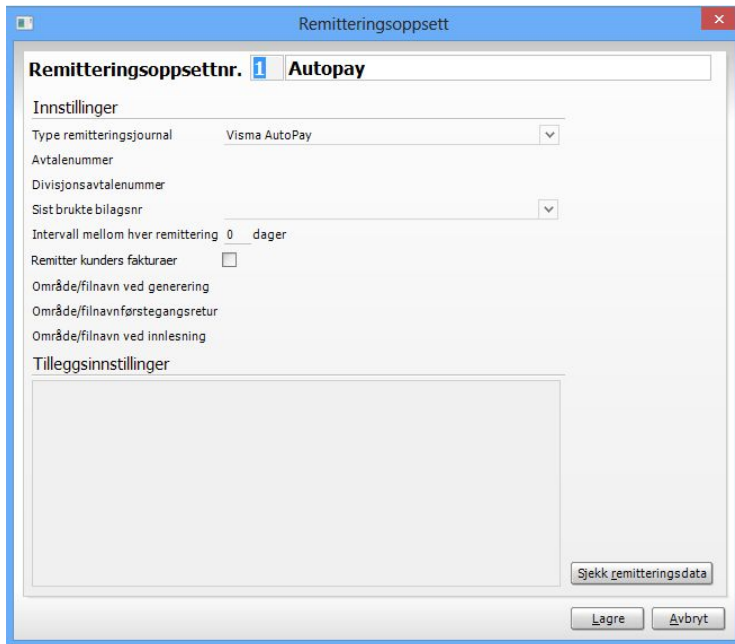 Remitteringsoppsett
Remitteringsoppsettnr. 1 Autopay
Innstillinger
Type remitteringsjournal Visma AutoPay
Avtalenummer
Divisjonsavtalenummer
Sist brukte bilagsnr
Intervall mellom hver remittering 0 dager
Remitter kunders fakturaer
Område/filnavn ved generering
Område/filnavnførstegangsretur
Område/filnavn ved innlesning
Tilleggsinnstillinger
Sjekk remitteringsdata
Lagre Avbryt